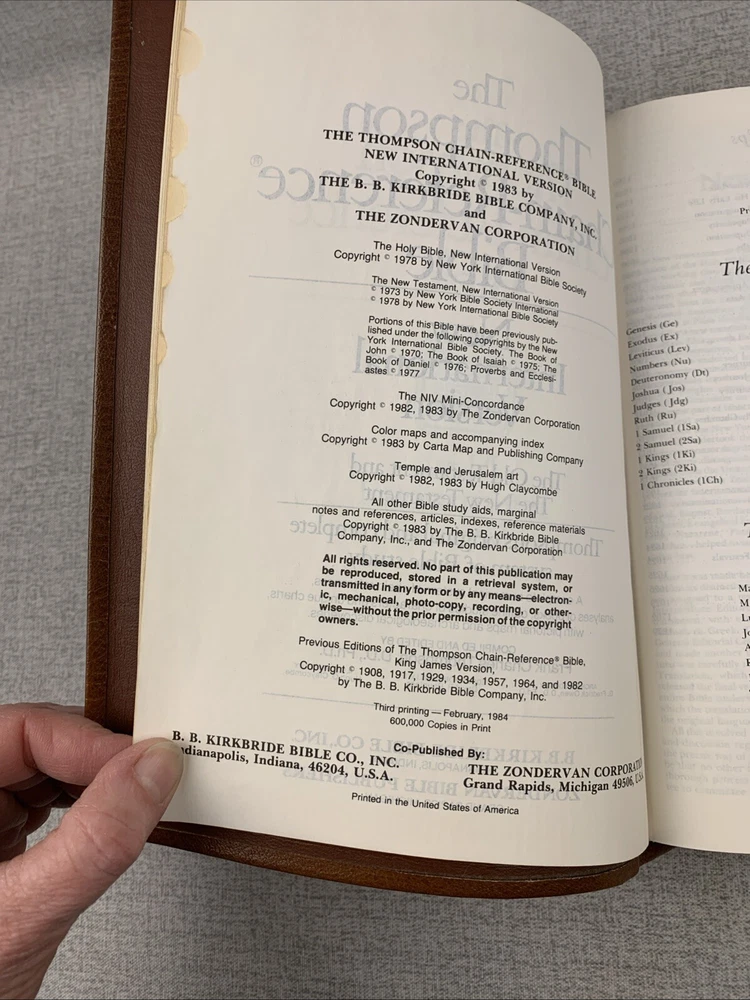 THE THOMPSON CHAIN-REFERENCE® BIBLE
NEW INTERNATIONAL VERSION
Copyright © 1983 by
THE B. B. KIRKBRIDE BIBLE COMPANY, INC.
and
THE ZONDERVAN CORPORATION
The Holy Bible, New International Version
Copyright © 1978 by New York International Bible Society
The New Testament, New International Version
© 1973 by New York Bible Society International
© 1978 by New York International Bible Society
Portions of this Bible have been previously pub-
lished under the following copyrights by the New
York International Bible Society. The Book of
John © 1970; The Book of Isaiah © 1975; The
Book of Daniel © 1976; Proverbs and Ecclesi-
astes © 1977
The NIV Mini-Concordance
Copyright © 1982, 1983 by The Zondervan Corporation
Color maps and accompanying index
Copyright © 1983 by Carta Map and Publishing Company
Temple and Jerusalem art
Copyright © 1982, 1983 by Hugh Claycombe
All other Bible study aids, marginal
notes and references, articles, indexes, reference materials
Copyright © 1983 by The B. B. Kirkbride Bible
Company, Inc., and The Zondervan Corporation
All rights reserved. No part of this publication may
be reproduced, stored in a retrieval system, or
transmitted in any form or by any means—electron-
ic, mechanical, photo-copy, recording, or other-
wise—without the prior permission of the copyright
owners.
Previous Editions of The Thompson Chain-Reference® Bible,
King James Version,
Copyright © 1908, 1917, 1929, 1934, 1957, 1964, and 1982
by The B. B. Kirkbride Bible Company, Inc.
Third printing — February, 1984
600,000 Copies in Print
Co-Published By:
B. B. KIRKBRIDE BIBLE CO., INC.
ndianapolis, Indiana, 46204, U.S.A.
THE ZONDERVAN CORPORATI
Grand Rapids, Michigan 49506, U.S.
Printed in the United States of America
The
Genesis (Ge)
Exodus (Ex)
Leviticus (Lev)
Numbers (Nu)
Deuteronomy (Dt)
Joshua (Jos)
Judges (Jdg)
Ruth (Ru)
1 Samuel (1Sa)
2 Samuel (2Sa)
1 Kings (1Ki)
2 Kings (2Ki)
1 Chronicles (1Ch)